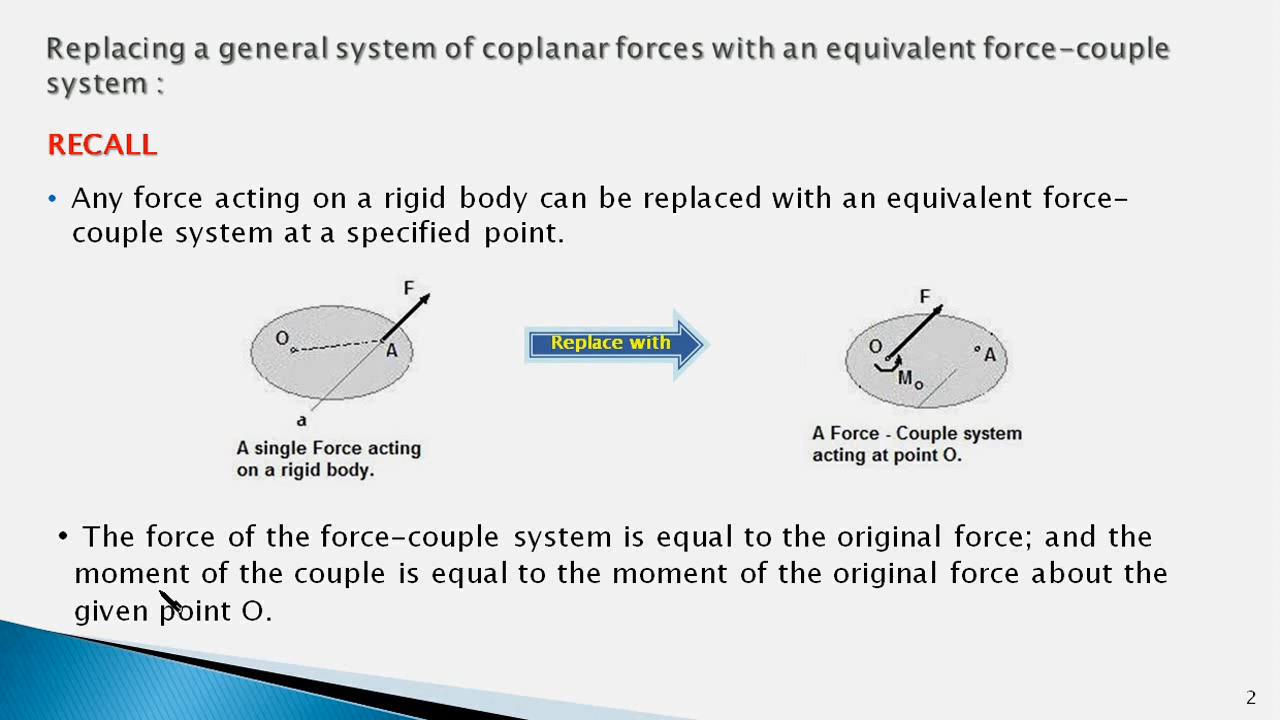 Replacing a general system of coplanar forces with an equivalent force-couple
system :
RECALL
• Any force acting on a rigid body can be replaced with an equivalent force-
couple system at a specified point.
F
O
A
a
A single Force acting
on a rigid body.
Replace with
F
O
A
Mo
A Force - Couple system
acting at point O.
• The force of the force-couple system is equal to the original force; and the
moment of the couple is equal to the moment of the original force about the
given point O.
2